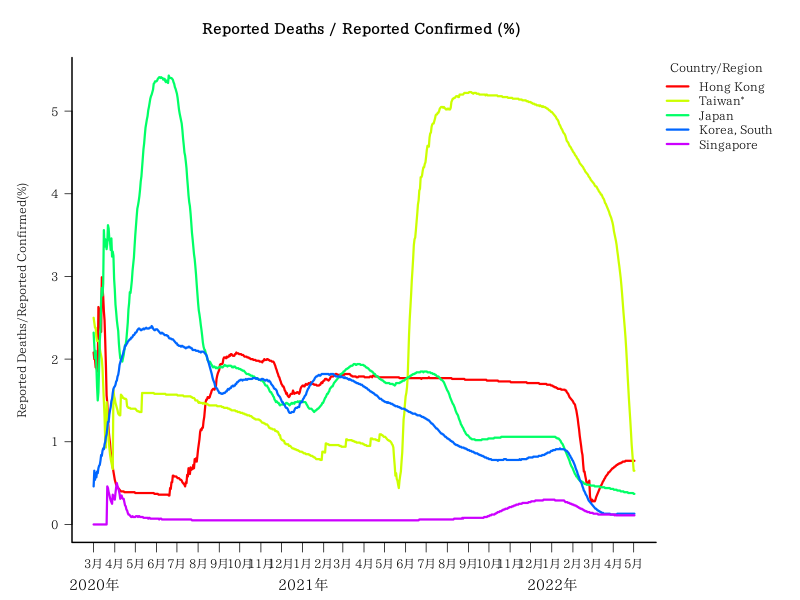 Reported Deaths / Reported Confirmed (%)
Country/Region
Hong Kong
Taiwan*
Japan
Korea, South
Singapore
Reported Deaths/Reported Confirmed(%)
5
4
3
2
1
0
3月 4月 5月 6月 7月 8月 9月 10月 11月 12月 1月 2月 3月 4月 5月 6月 7月 8月 9月 10月 11月 12月 1月 2月 3月 4月 5月
2020年 2021年 2022年